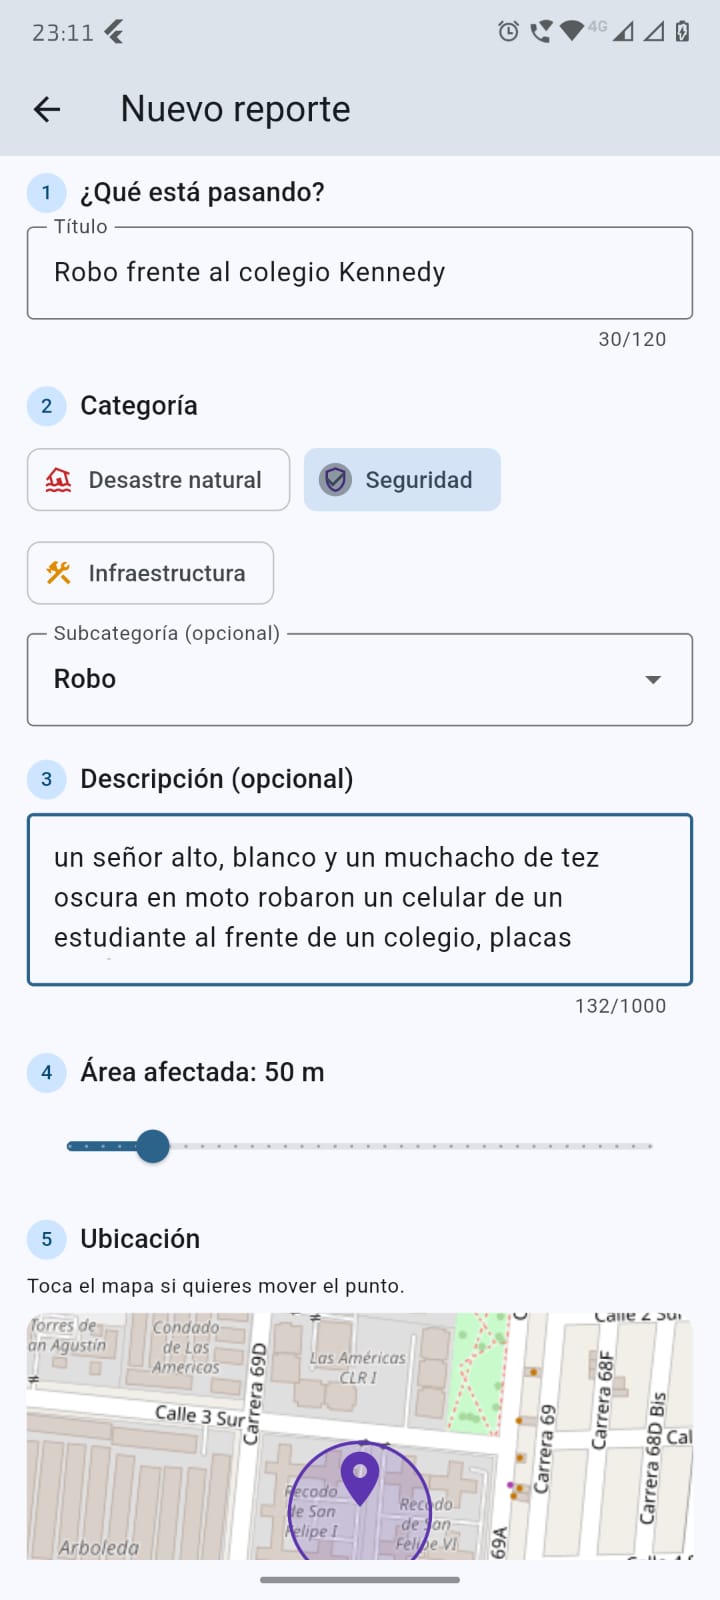 23:11
4G
Nuevo reporte
1 ¿Qué está pasando?
Título
Robo frente al colegio Kennedy
30/120
2 Categoría
Desastre natural
Seguridad
Infraestructura
Subcategoría (opcional)
Robo
3 Descripción (opcional)
un señor alto, blanco y un muchacho de tez
oscura en moto robaron un celular de un
estudiante al frente de un colegio, placas
132/1000
4 Área afectada: 50 m
5 Ubicación
Toca el mapa si quieres mover el punto.
Torres de
an Agustín
Condado
de Las
Américas
Carrera 69D
Las Américas
CLR I
Calle 2 Sur
Carrera 68F
Calle 3 Sur
Carrera 69
Carrera 68D Bis
Cal
Recodo
de San
Felipe I
Recodo
de San
Felipe VI
69A
Arboleda